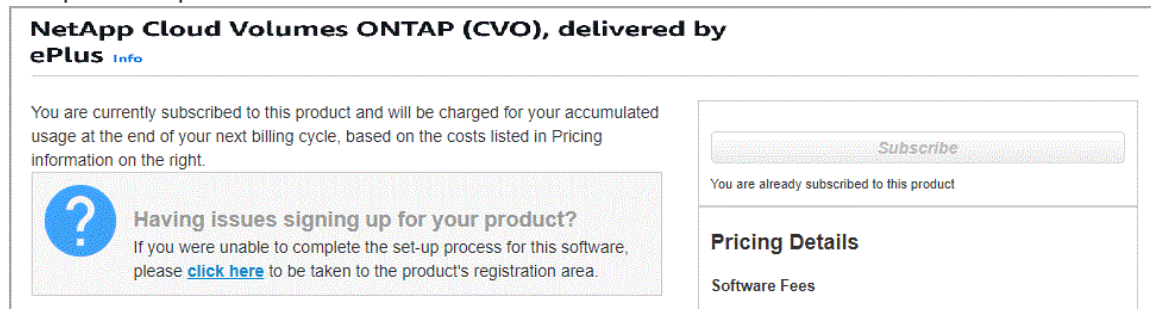 NetApp Cloud Volumes ONTAP (CVO), delivered by
ePlus Info
You are currently subscribed to this product and will be charged for your accumulated
usage at the end of your next billing cycle, based on the costs listed in Pricing
information on the right.
?
Having issues signing up for your product?
If you were unable to complete the set-up process for this software,
please click here to be taken to the product's registration area.
Subscribe
You are already subscribed to this product
Pricing Details
Software Fees